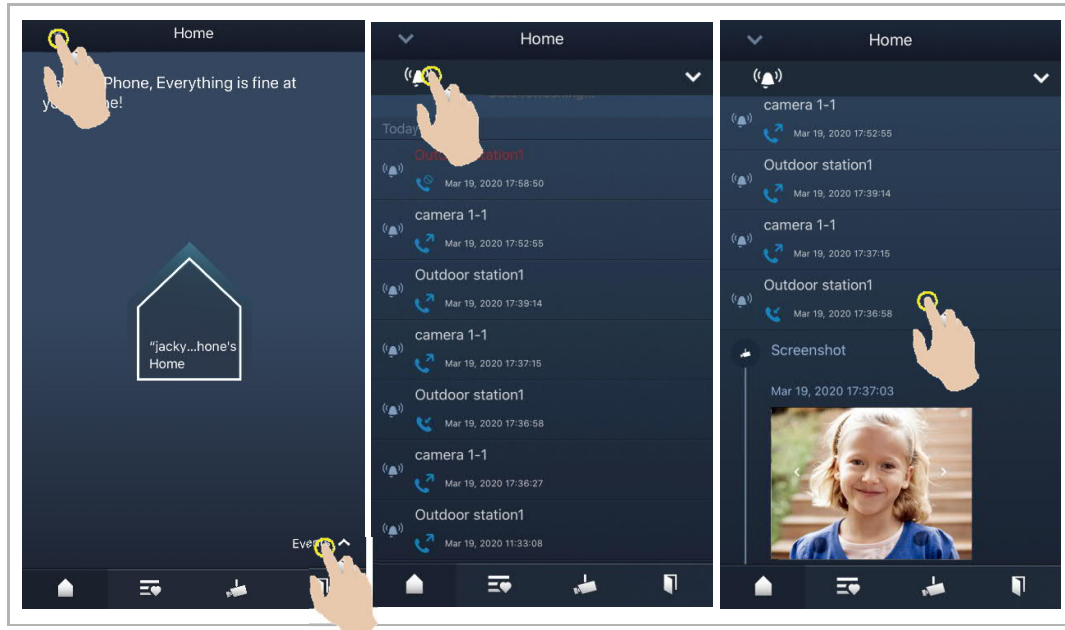 Home
Phone, Everything is fine at
"jacky...hone's
Home
Home
Today
Outdoor station1
Mar 19, 2020 17:58:50
camera 1-1
Mar 19, 2020 17:52:55
Outdoor station1
Mar 19, 2020 17:39:14
camera 1-1
Mar 19, 2020 17:37:15
Outdoor station1
Mar 19, 2020 17:36:58
camera 1-1
Mar 19, 2020 17:36:27
Outdoor station1
Mar 19, 2020 11:33:08
Home
camera 1-1
Mar 19, 2020 17:52:55
Outdoor station1
Mar 19, 2020 17:39:14
camera 1-1
Mar 19, 2020 17:37:15
Outdoor station1
Mar 19, 2020 17:36:58
Screenshot
Mar 19, 2020 17:37:03